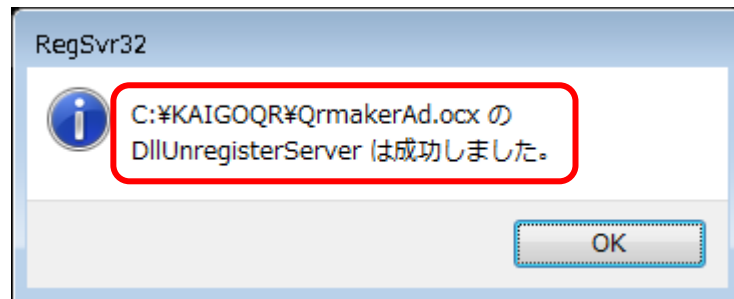 RegSvr32
C:¥KAIGOQR¥QrmakerAd.ocx の
DllUnregisterServer は成功しました。
OK